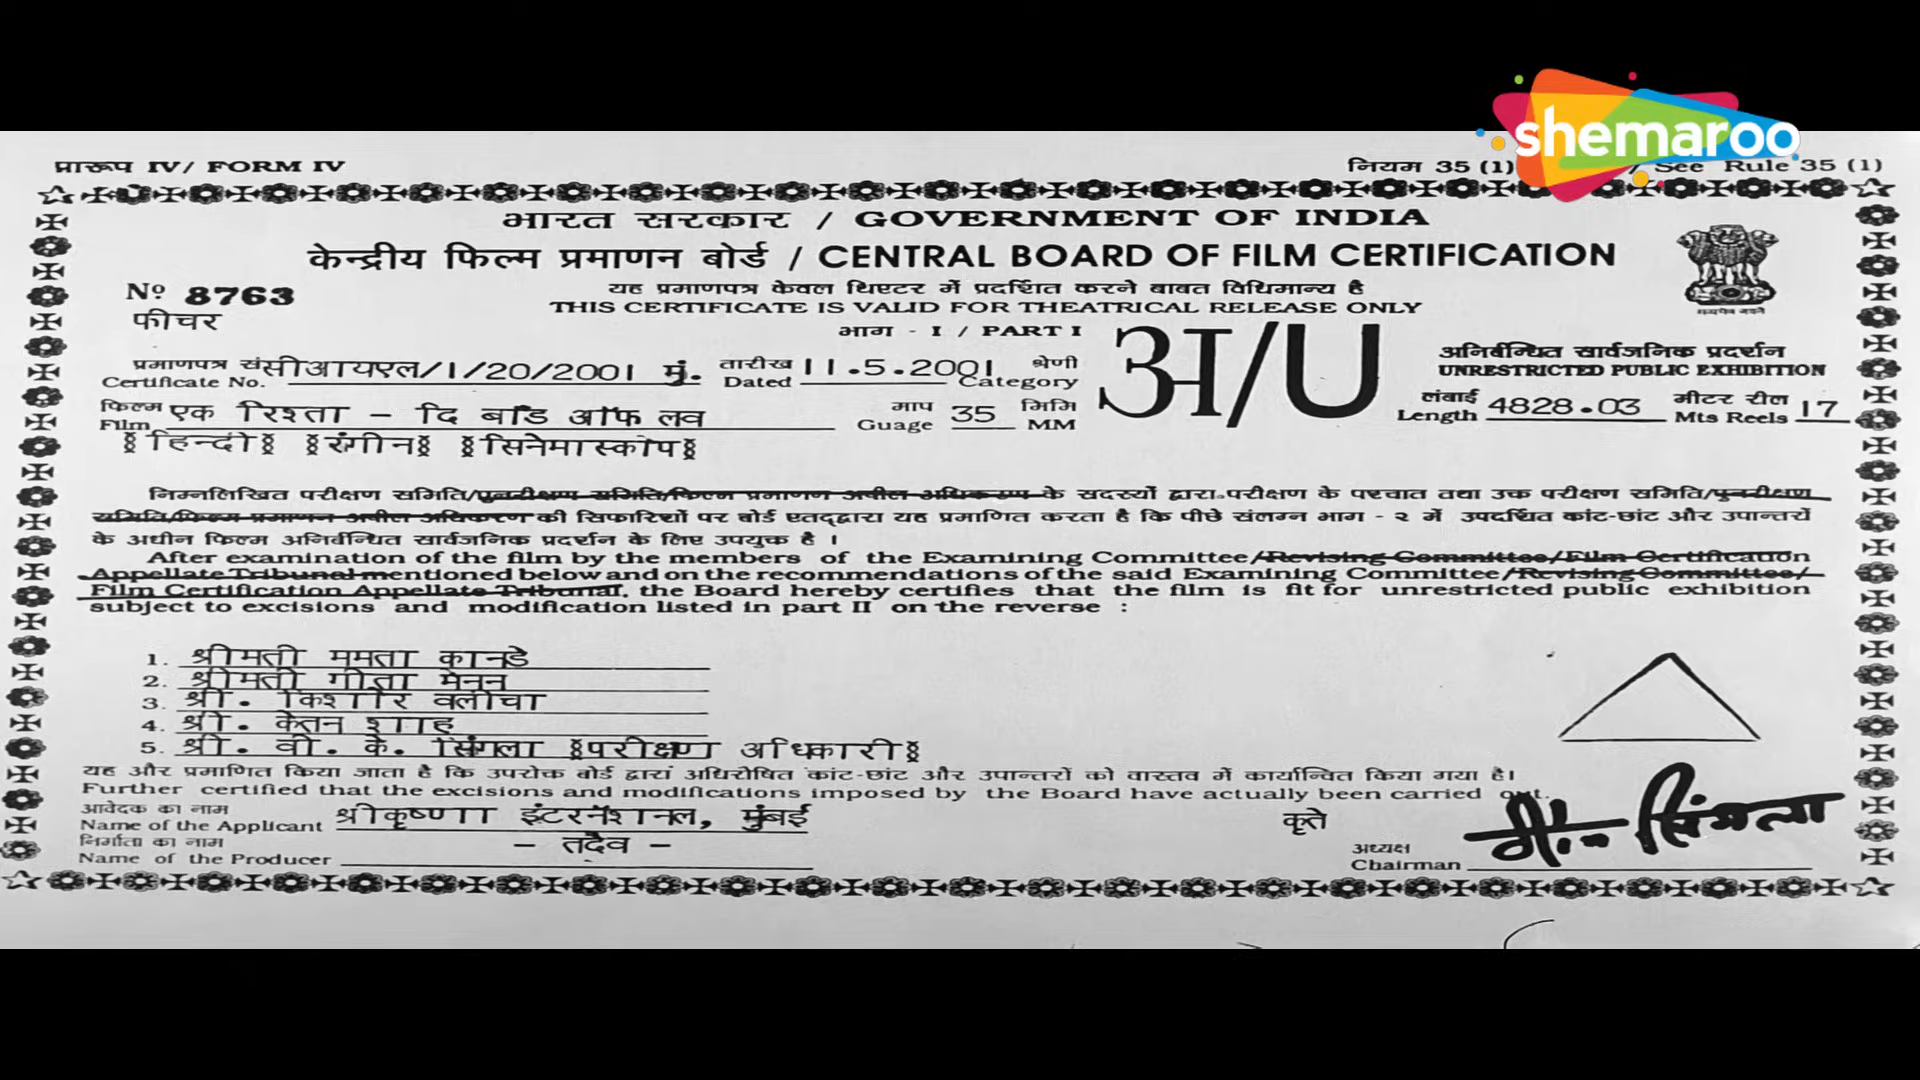 shemaroo
प्रारूप IV/ FORM IV
नियम 35 (1) / See Rule 35 (1)
भारत सरकार / GOVERNMENT OF INDIA
केन्द्रीय फिल्म प्रमाणन बोर्ड / CENTRAL BOARD OF FILM CERTIFICATION
Nº 8763
यह प्रमाणपत्र केवल थिएटर में प्रदर्शित करने बाबत विधिमान्य है
फीचर
THIS CERTIFICATE IS VALID FOR THEATRICAL RELEASE ONLY
भाग - I / PART I
प्रमाणपत्र सं सीआयएल/1/20/2001 मुं. तारीख 11.5.2001 श्रेणी
Certificate No. Dated Category
अ/U
अनिर्बन्धित सार्वजनिक प्रदर्शन
UNRESTRICTED PUBLIC EXHIBITION
फिल्म एक रिश्ता - दि बॉंड ऑफ लव माप 35 मिमि
Film Guage MM
लंबाई 4828.03 मीटर रील 17
Length Mts Reels
हिन्दी रंगीन सिनेमास्कोप
निम्नलिखित परीक्षण समिति/पुनरीक्षण समिति/फिल्म प्रमाणन अपील अधिकरण के सदस्यों द्वारा परीक्षण के पश्चात तथा उक्त परीक्षण समिति/पुनरीक्षण
समिति/फिल्म प्रमाणन अपील अधिकरण की सिफारिशों पर बोर्ड एतद्द्वारा यह प्रमाणित करता है कि पीछे संलग्न भाग - २ में उपदर्शित कांट-छांट और उपान्तरों
के अधीन फिल्म अनिर्बन्धित सार्वजनिक प्रदर्शन के लिए उपयुक्त है ।
After examination of the film by the members of the Examining Committee/Revising Committee/Film Certification
Appellate Tribunal mentioned below and on the recommendations of the said Examining Committee/Revising Committee/
Film Certification Appellate Tribunal, the Board hereby certifies that the film is fit for unrestricted public exhibition
subject to excisions and modification listed in part II on the reverse :
1. श्रीमती ममता कानडे
2. श्रीमती गीता मेनन
3. श्री. किशोर वलीचा
4. श्री. केतन शाह
5. श्री. वी. के. सिंगला परीक्षण अधिकारी
यह और प्रमाणित किया जाता है कि उपरोक्त बोर्ड द्वारा अधिरोषित कांट-छांट और उपान्तरों को वास्तव में कार्यान्वित किया गया है।
Further certified that the excisions and modifications imposed by the Board have actually been carried out.
आवेदक का नाम
Name of the Applicant श्रीकृष्णा इंटरनॅशनल, मुंबई
निर्माता का नाम - तदैव -
Name of the Producer
कृते
अध्यक्ष
Chairman